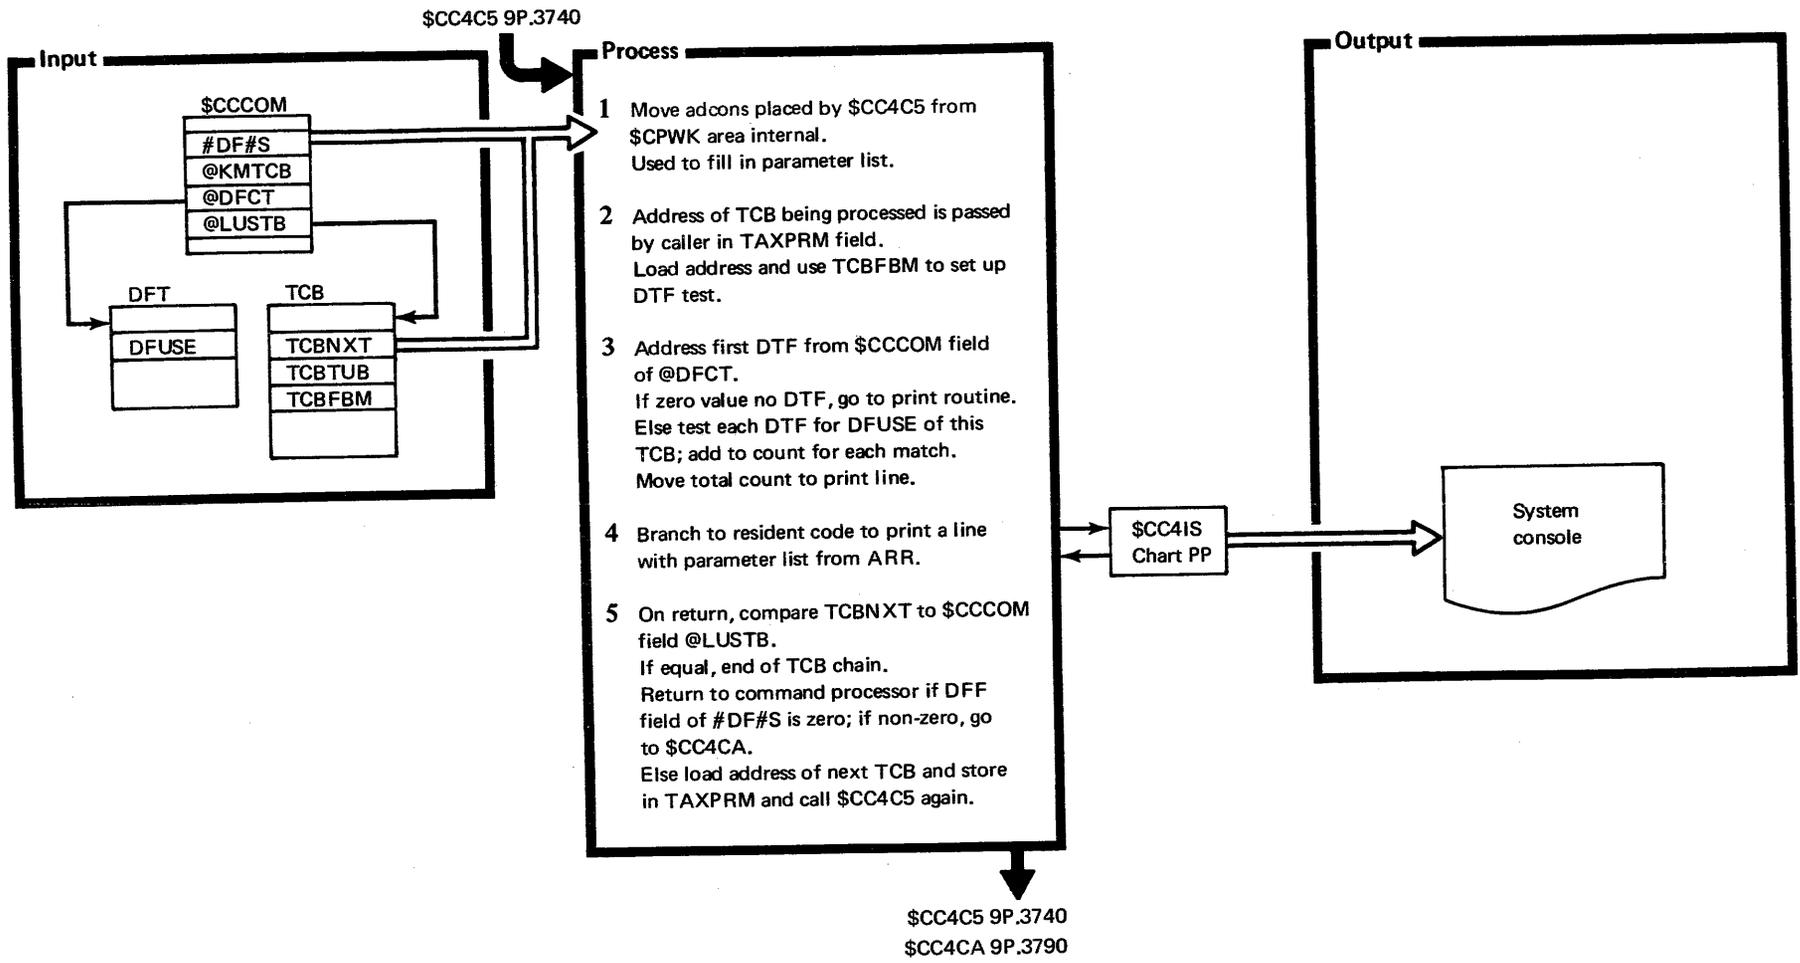 $CC4C5 9P.3740
Input
$CCCOM
#DF#S
@KMTCB
@DFCT
@LUSTB
DFT
DFUSE
TCB
TCBNXT
TCBTUB
TCBFBM
Process
1 Move adcons placed by $CC4C5 from
$CPWK area internal.
Used to fill in parameter list.
2 Address of TCB being processed is passed
by caller in TAXPRM field.
Load address and use TCBFBM to set up
DTF test.
3 Address first DTF from $CCCOM field
of @DFCT.
If zero value no DTF, go to print routine.
Else test each DTF for DFUSE of this
TCB; add to count for each match.
Move total count to print line.
4 Branch to resident code to print a line
with parameter list from ARR.
5 On return, compare TCBNXT to $CCCOM
field @LUSTB.
If equal, end of TCB chain.
Return to command processor if DFF
field of #DF#S is zero; if non-zero, go
to $CC4CA.
Else load address of next TCB and store
in TAXPRM and call $CC4C5 again.
$CC4IS
Chart PP
Output
System
console
$CC4C5 9P.3740
$CC4CA 9P.3790